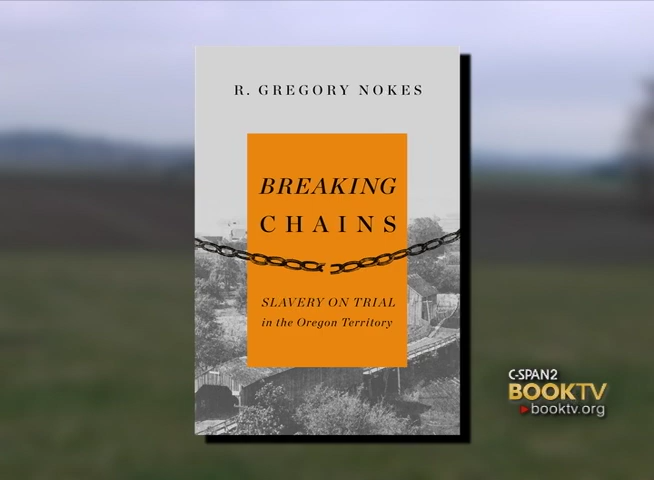 R. GREGORY NOKES
BREAKING
CHAINS
SLAVERY ON TRIAL
in the Oregon Territory
C-SPAN2
BOOKTV
booktv.org